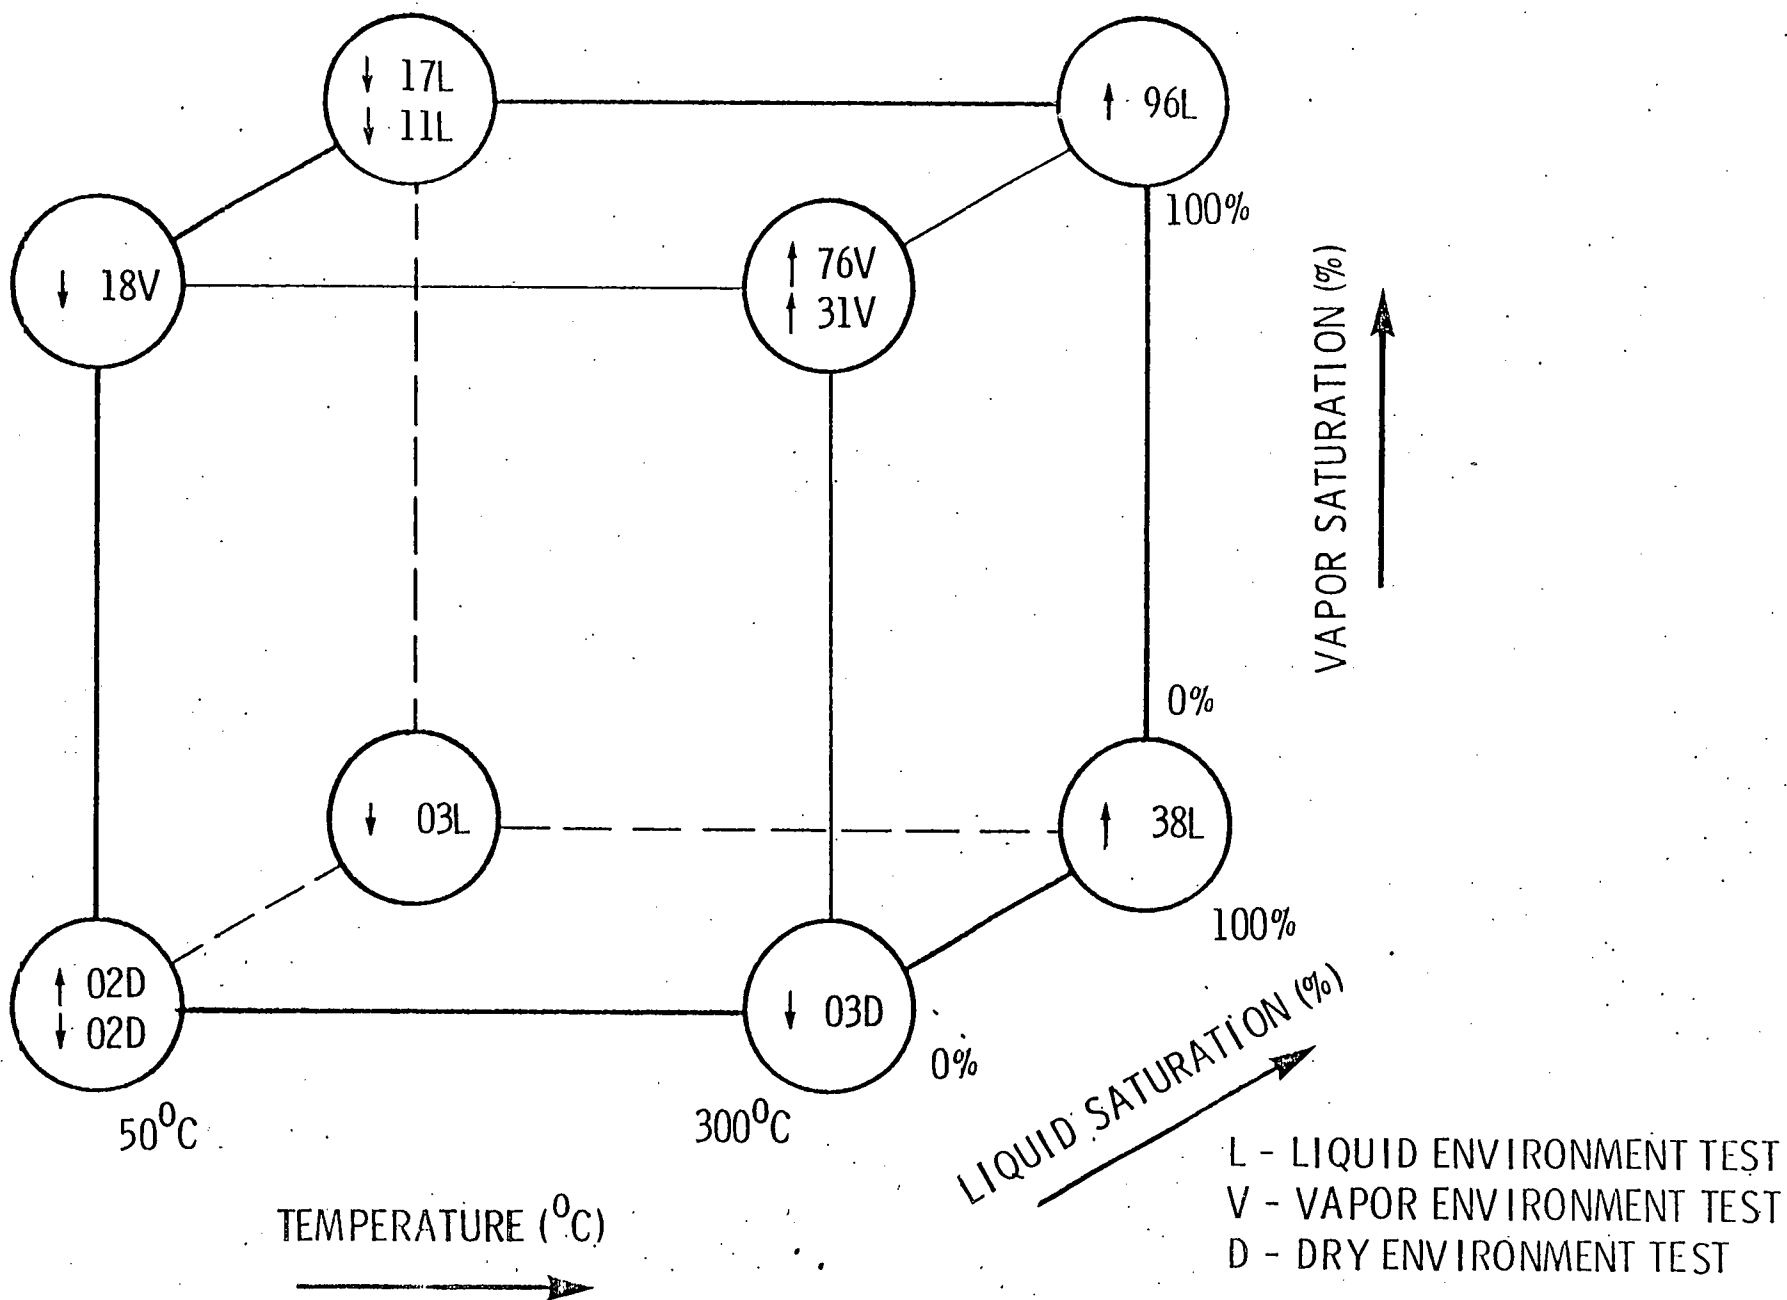 ↓ 17L
↓ 11L
↑ 96L
100%
↓ 18V
↑ 76V
↑ 31V
VAPOR SATURATION (%)
0%
↓ 03L
↑ 38L
100%
↑ 02D
↓ 02D
↓ 03D
0%
50°C
300°C
LIQUID SATURATION (%)
TEMPERATURE (°C)
L - LIQUID ENVIRONMENT TEST
V - VAPOR ENVIRONMENT TEST
D - DRY ENVIRONMENT TEST